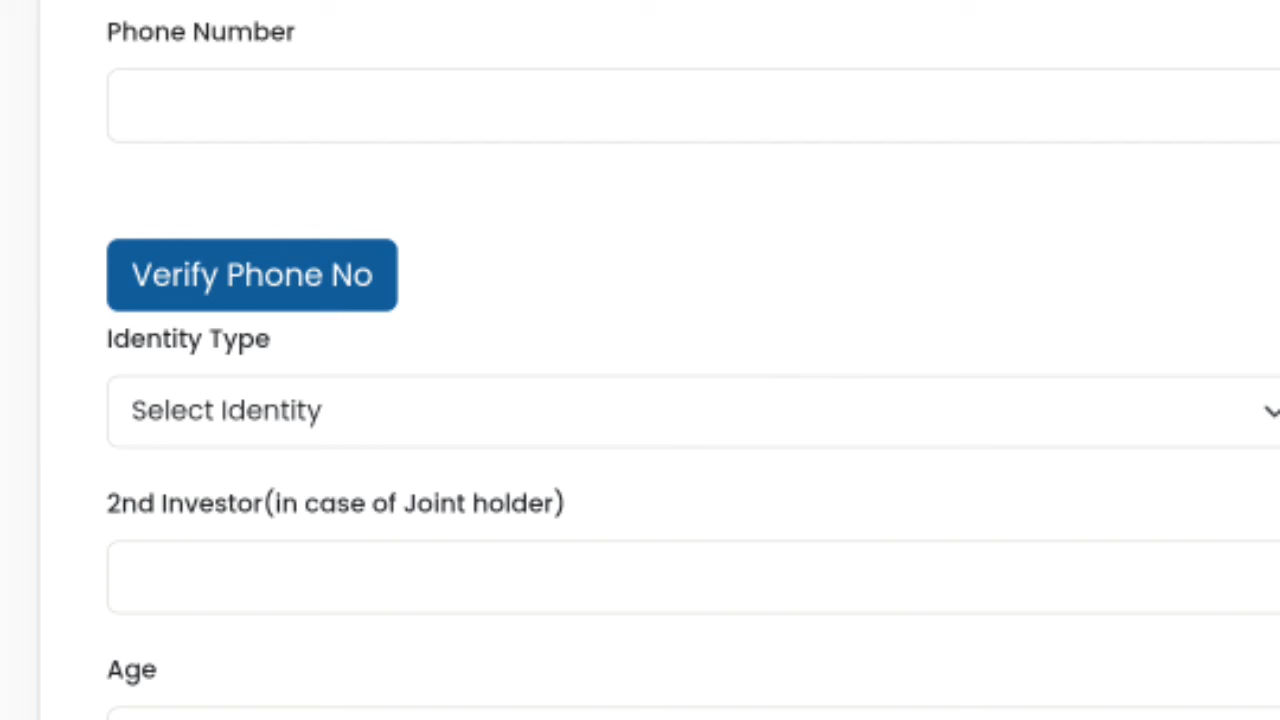 Phone Number
Verify Phone No
Identity Type
Select Identity
2nd Investor(in case of Joint holder)
Age